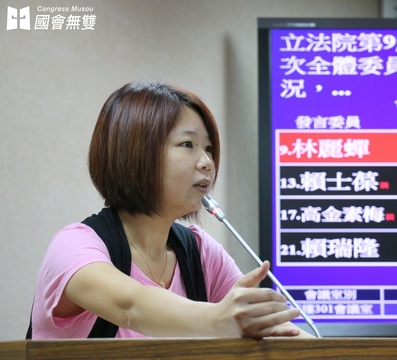 Congress Musou
國會無雙
立法院第9
次全體委
況，...
發言委員
9.林麗蟬
13.賴士葆
17.高金素梅
21.賴瑞隆
會議室別
樓301會議室